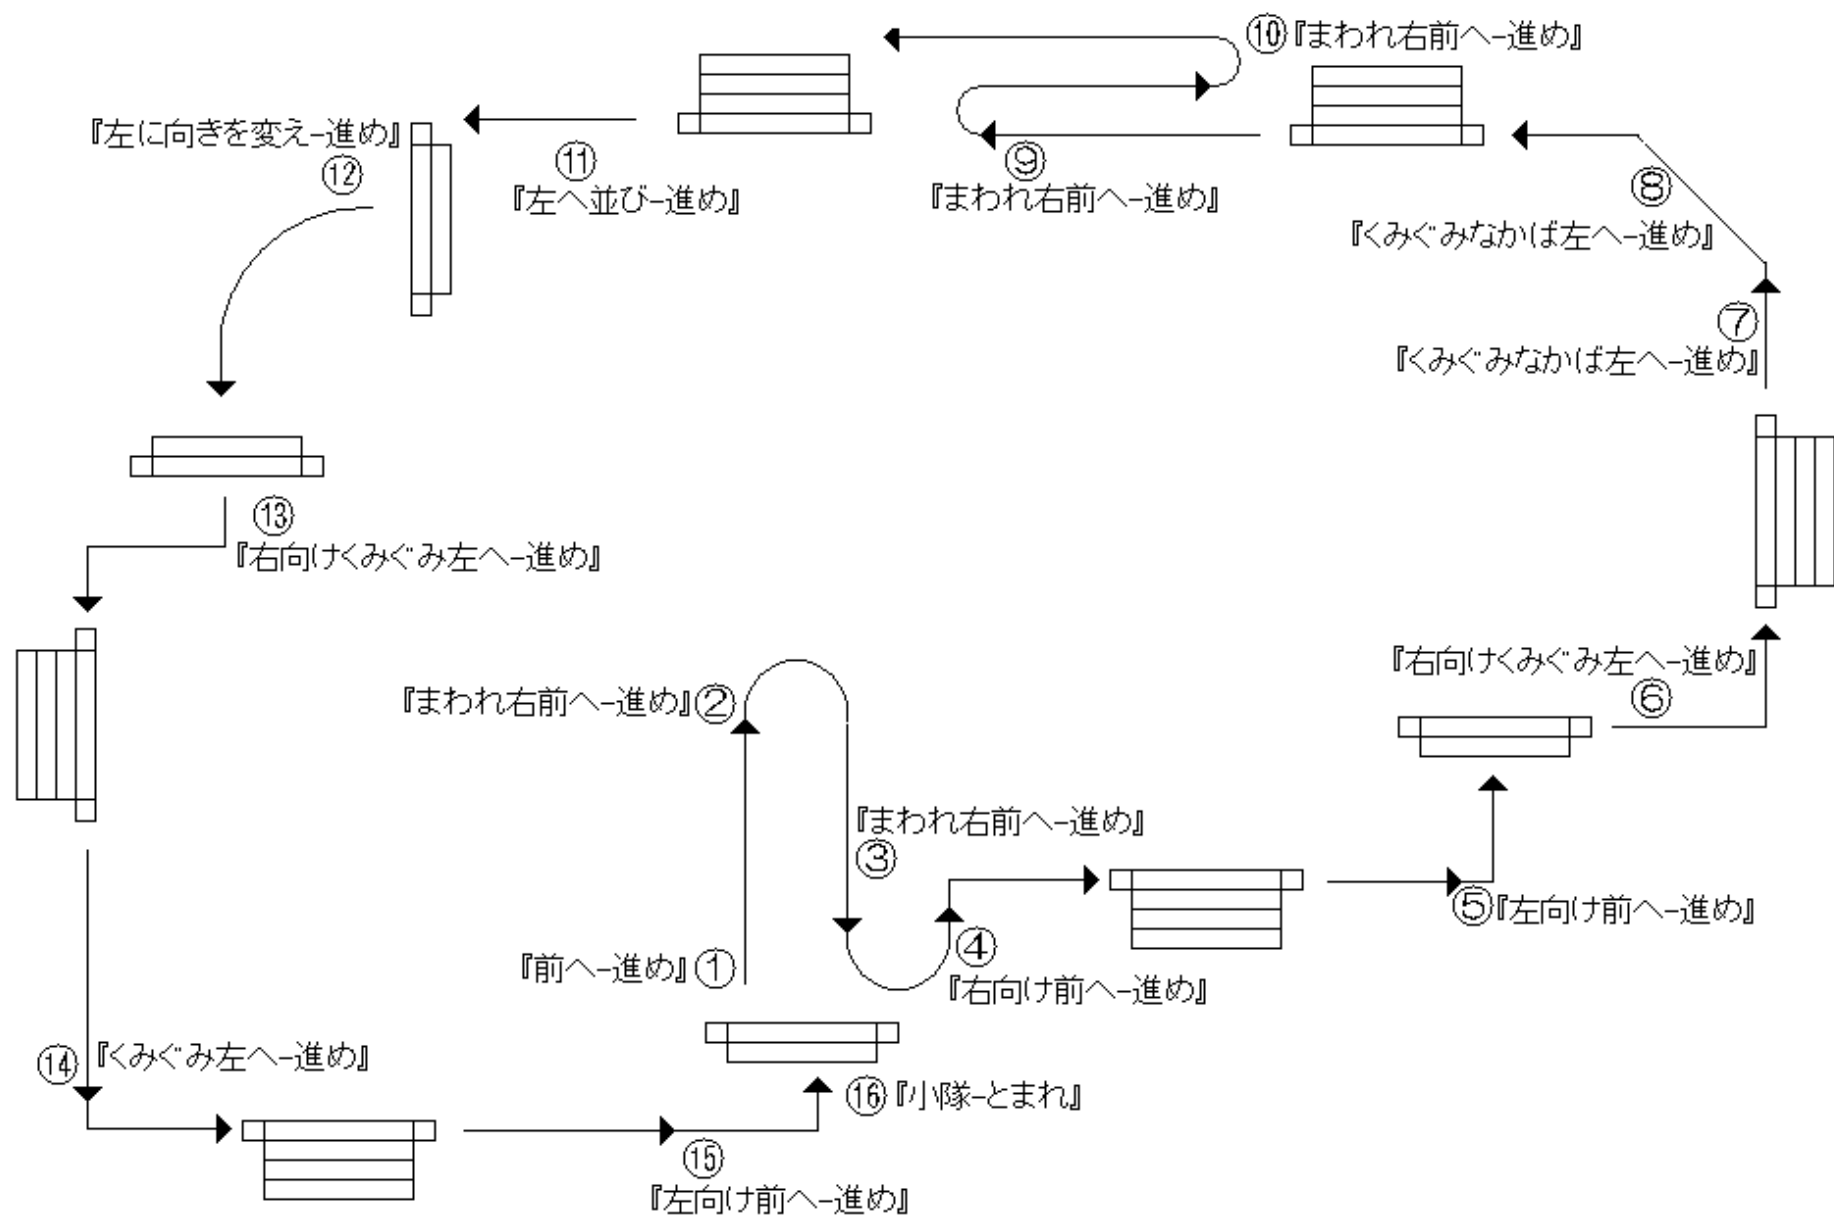 ①『前へ-進め』
②『まわれ右前へ-進め』
③『まわれ右前へ-進め』
④『右向け前へ-進め』
⑤『左向け前へ-進め』
⑥『右向けくみぐみ左へ-進め』
⑦『くみぐみなかば左へ-進め』
⑧『くみぐみなかば左へ-進め』
⑨『まわれ右前へ-進め』
⑩『まわれ右前へ-進め』
⑪『左へ並び-進め』
⑫『左に向きを変え-進め』
⑬『右向けくみぐみ左へ-進め』
⑭『くみぐみ左へ-進め』
⑮『左向け前へ-進め』
⑯『小隊-とまれ』